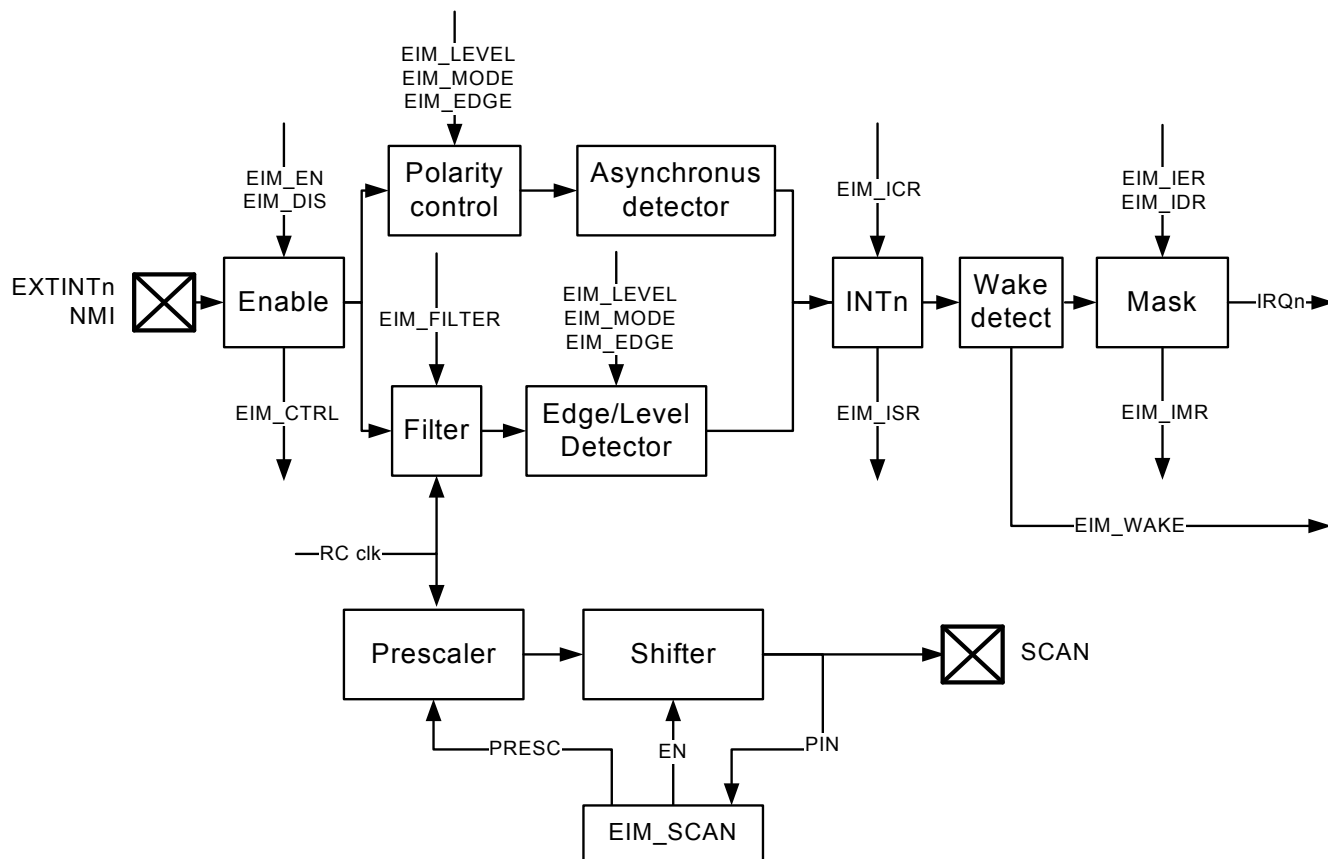 EIM_LEVEL
EIM_MODE
EIM_EDGE
Polarity
control
Asynchronus
detector
EIM_EN
EIM_DIS
EIM_ICR
EIM_IER
EIM_IDR
EXTINTn
NMI
Enable
EIM_FILTER
EIM_LEVEL
EIM_MODE
EIM_EDGE
INTn
Wake
detect
Mask
IRQn
EIM_CTRL
Filter
Edge/Level
Detector
EIM_ISR
EIM_IMR
EIM_WAKE
RC clk
Prescaler
Shifter
SCAN
PRESC
EN
PIN
EIM_SCAN